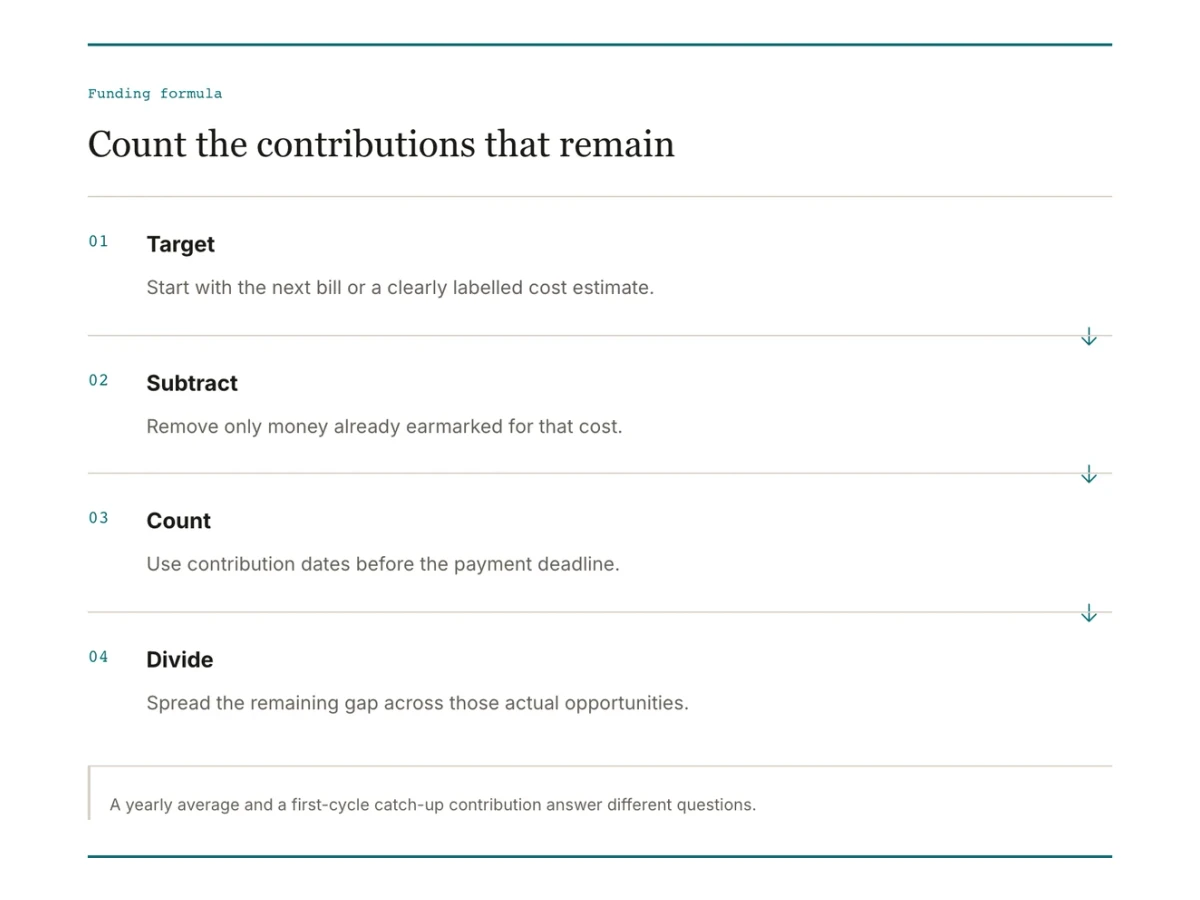 Funding formula
Count the contributions that remain
01
Target
Start with the next bill or a clearly labelled cost estimate.
02
Subtract
Remove only money already earmarked for that cost.
03
Count
Use contribution dates before the payment deadline.
04
Divide
Spread the remaining gap across those actual opportunities.
A yearly average and a first-cycle catch-up contribution answer different questions.